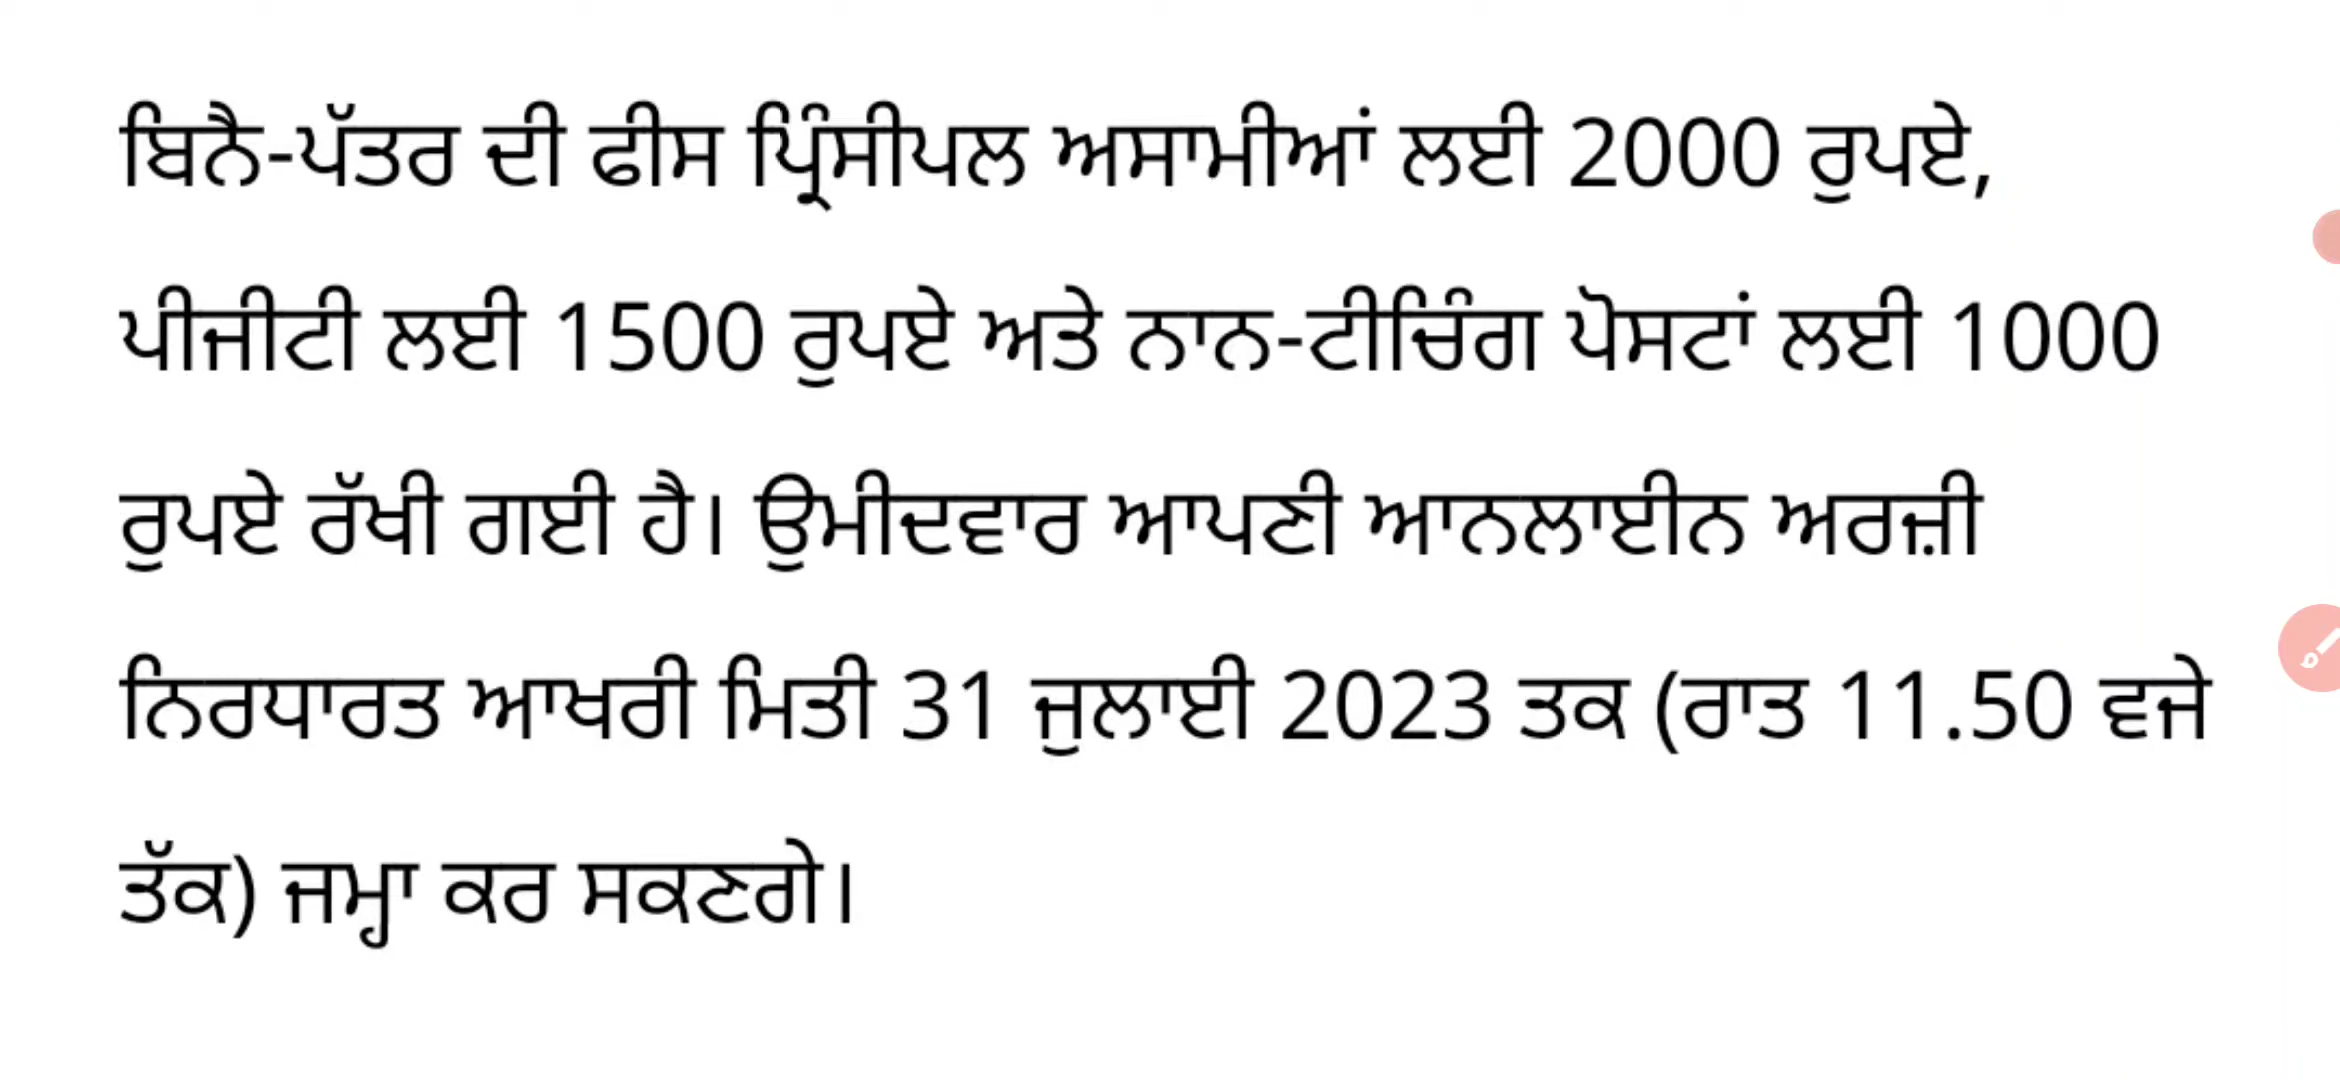 ਬਿਨੈ-ਪੱਤਰ ਦੀ ਫੀਸ ਪ੍ਰਿੰਸੀਪਲ ਅਸਾਮੀਆਂ ਲਈ 2000 ਰੁਪਏ,
ਪੀਜੀਟੀ ਲਈ 1500 ਰੁਪਏ ਅਤੇ ਨਾਨ-ਟੀਚਿੰਗ ਪੋਸਟਾਂ ਲਈ 1000
ਰੁਪਏ ਰੱਖੀ ਗਈ ਹੈ। ਉਮੀਦਵਾਰ ਆਪਣੀ ਆਨਲਾਈਨ ਅਰਜ਼ੀ
ਨਿਰਧਾਰਤ ਆਖਰੀ ਮਿਤੀ 31 ਜੁਲਾਈ 2023 ਤਕ (ਰਾਤ 11.50 ਵਜੇ
ਤੱਕ) ਜਮ੍ਹਾ ਕਰ ਸਕਣਗੇ।